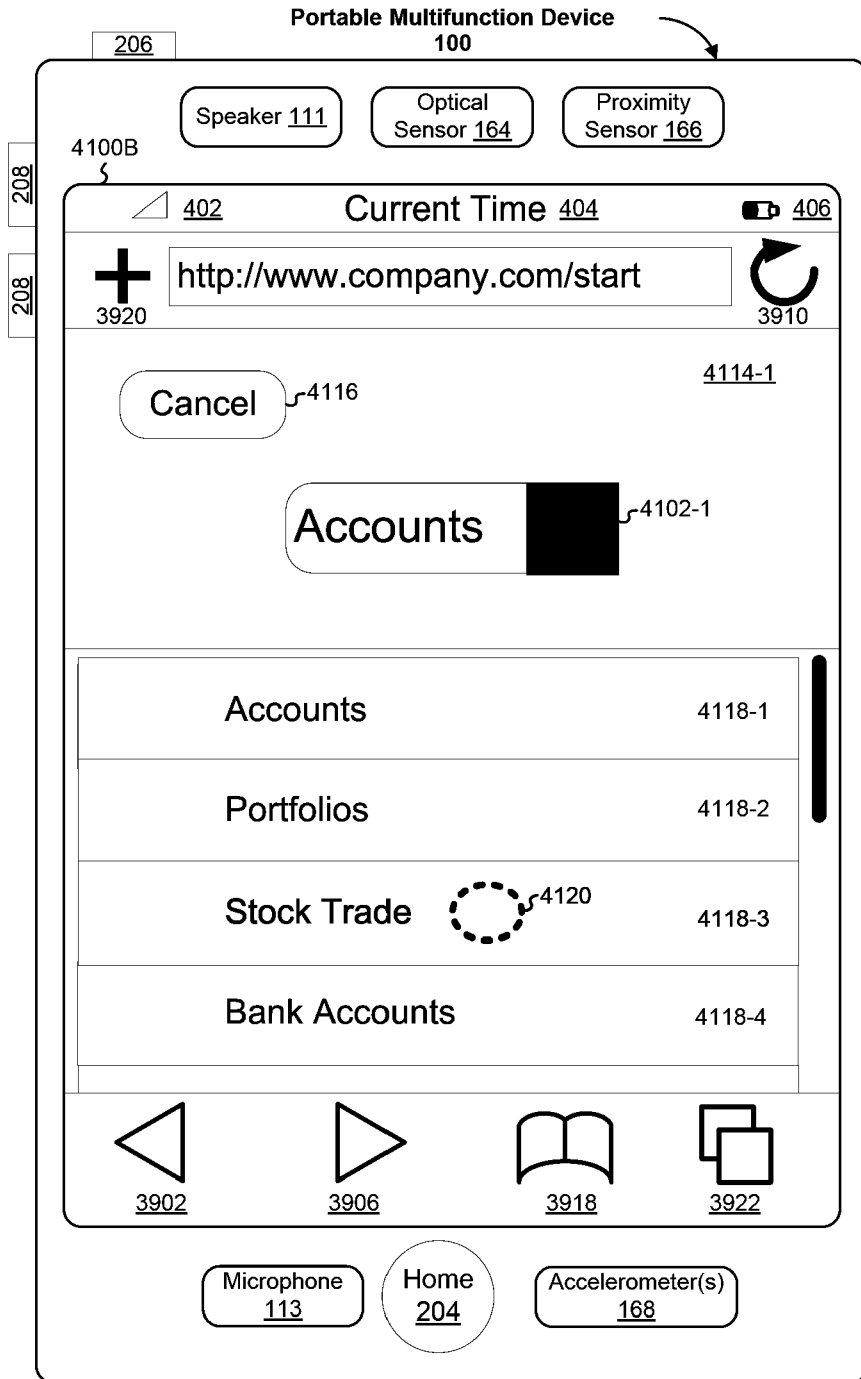 Portable Multifunction Device
100
206
Speaker 111
Optical
Sensor 164
Proximity
Sensor 166
4100B
208
402
Current Time 404
406
208
http://www.company.com/start
3920
3910
4114-1
Cancel
4116
Accounts
4102-1
Accounts
4118-1
Portfolios
4118-2
Stock Trade
4120
4118-3
Bank Accounts
4118-4
3902
3906
3918
3922
Microphone
113
Home
204
Accelerometer(s)
168